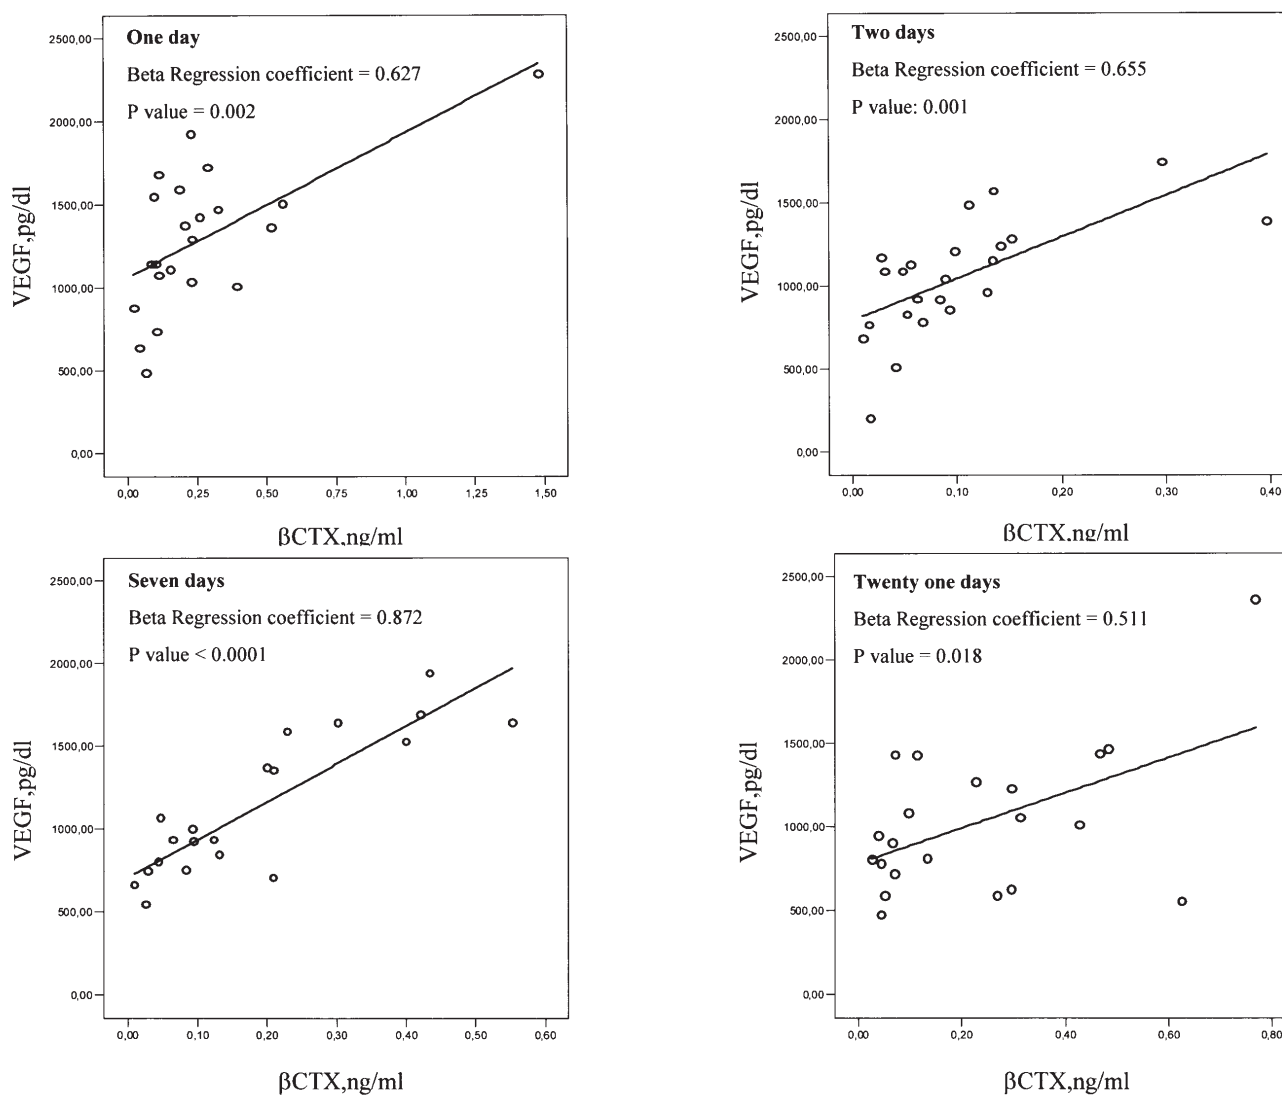 One day
Beta Regression coefficient = 0.627
P value = 0.002
VEGF,pg/dl
2500,00
2000,00
1500,00
1000,00
500,00
0,00
0,00 0,25 0,50 0,75 1,00 1,25 1,50
βCTX,ng/ml
Two days
Beta Regression coefficient = 0.655
P value: 0.001
VEGF,pg/dl
2500,00
2000,00
1500,00
1000,00
500,00
0,00
0,00 0,10 0,20 0,30 0,40
βCTX,ng/ml
Seven days
Beta Regression coefficient = 0.872
P value < 0.0001
VEGF,pg/dl
2500,00
2000,00
1500,00
1000,00
500,00
0,00
0,00 0,10 0,20 0,30 0,40 0,50 0,60
βCTX,ng/ml
Twenty one days
Beta Regression coefficient = 0.511
P value = 0.018
VEGF,pg/dl
2500,00
2000,00
1500,00
1000,00
500,00
0,00
0,00 0,20 0,40 0,60 0,80
βCTX,ng/ml